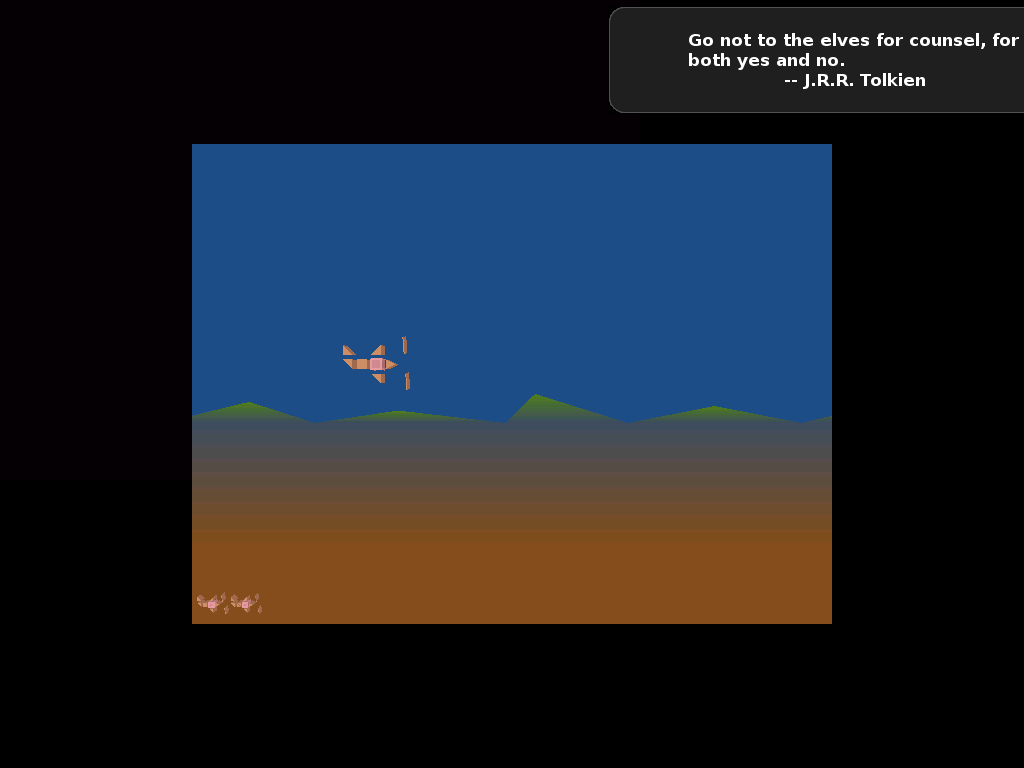 Go not to the elves for counsel, for
both yes and no.
-- J.R.R. Tolkien